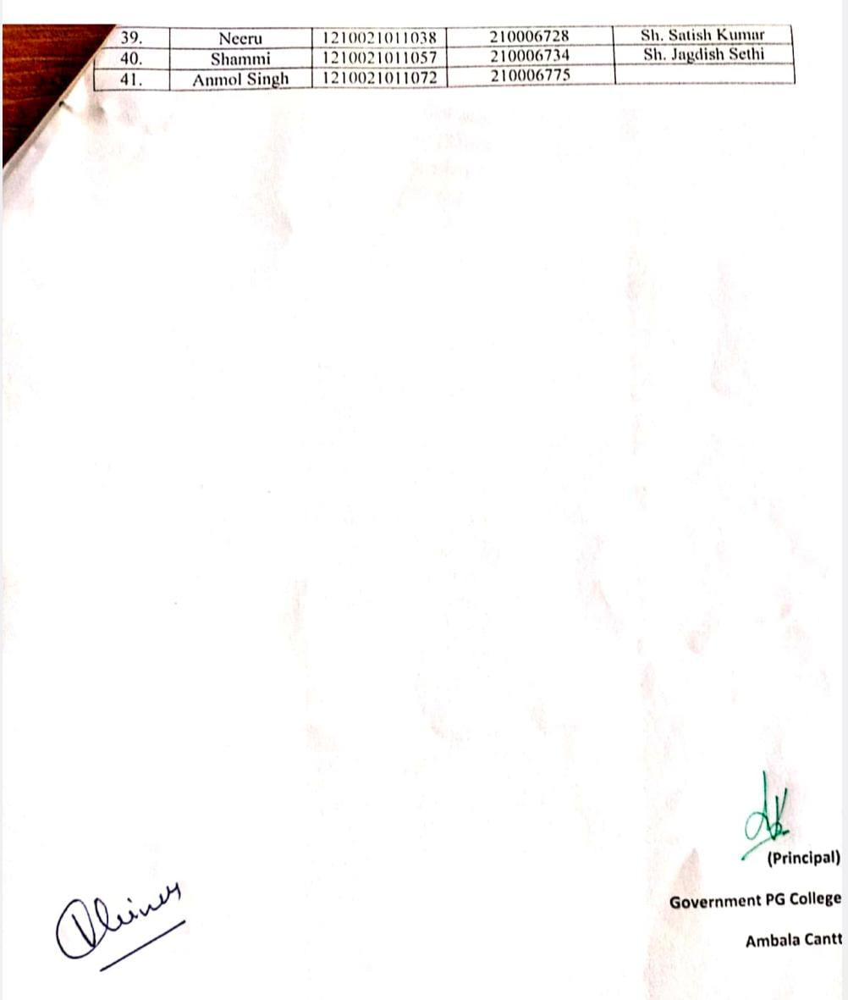 39. Neeru 1210021011038 210006728 Sh. Satish Kumar
40. Shammi 1210021011057 210006734 Sh. Jagdish Sethi
41. Anmol Singh 1210021011072 210006775
(Principal)
Government PG College
Ambala Cantt